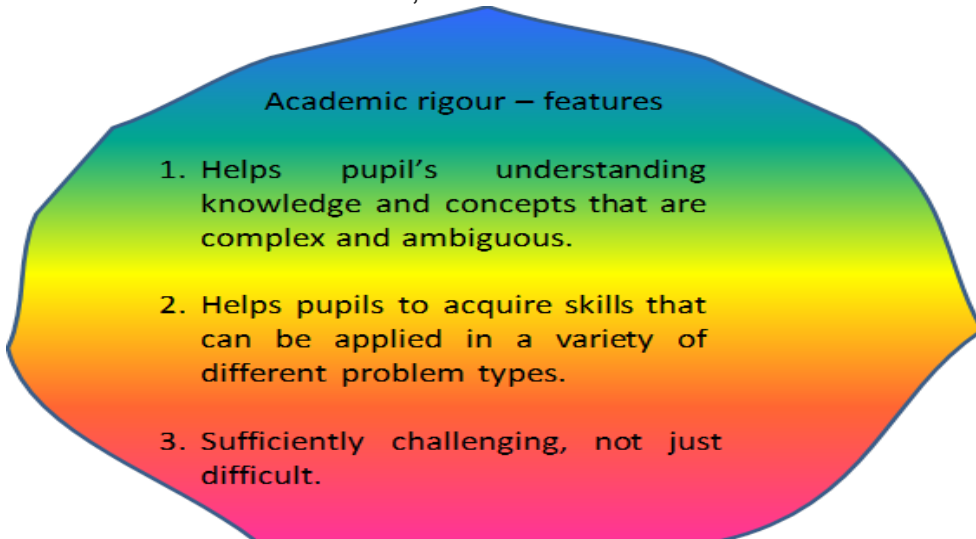 Academic rigour – features
1. Helps pupil's understanding
knowledge and concepts that are
complex and ambiguous.
2. Helps pupils to acquire skills that
can be applied in a variety of
different problem types.
3. Sufficiently challenging, not just
difficult.